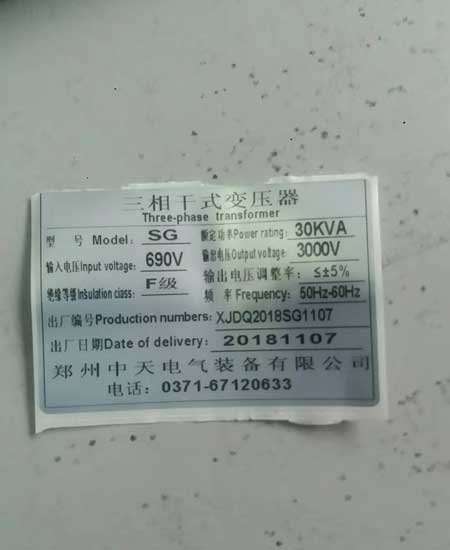 三相干式变压器
Three-phase transformer
型 号 Model: SG 额定功率Power rating: 30KVA
输入电压Input voltage: 690V 输出电压Output voltage: 3000V
绝缘等级Insulation class: F级 输出电压调整率: ≤±5%
频 率 Frequency: 50Hz-60Hz
出厂编号Production numbers: XJDQ2018SG1107
出厂日期Date of delivery: 20181107
郑州中天电气装备有限公司
电话: 0371-67120633